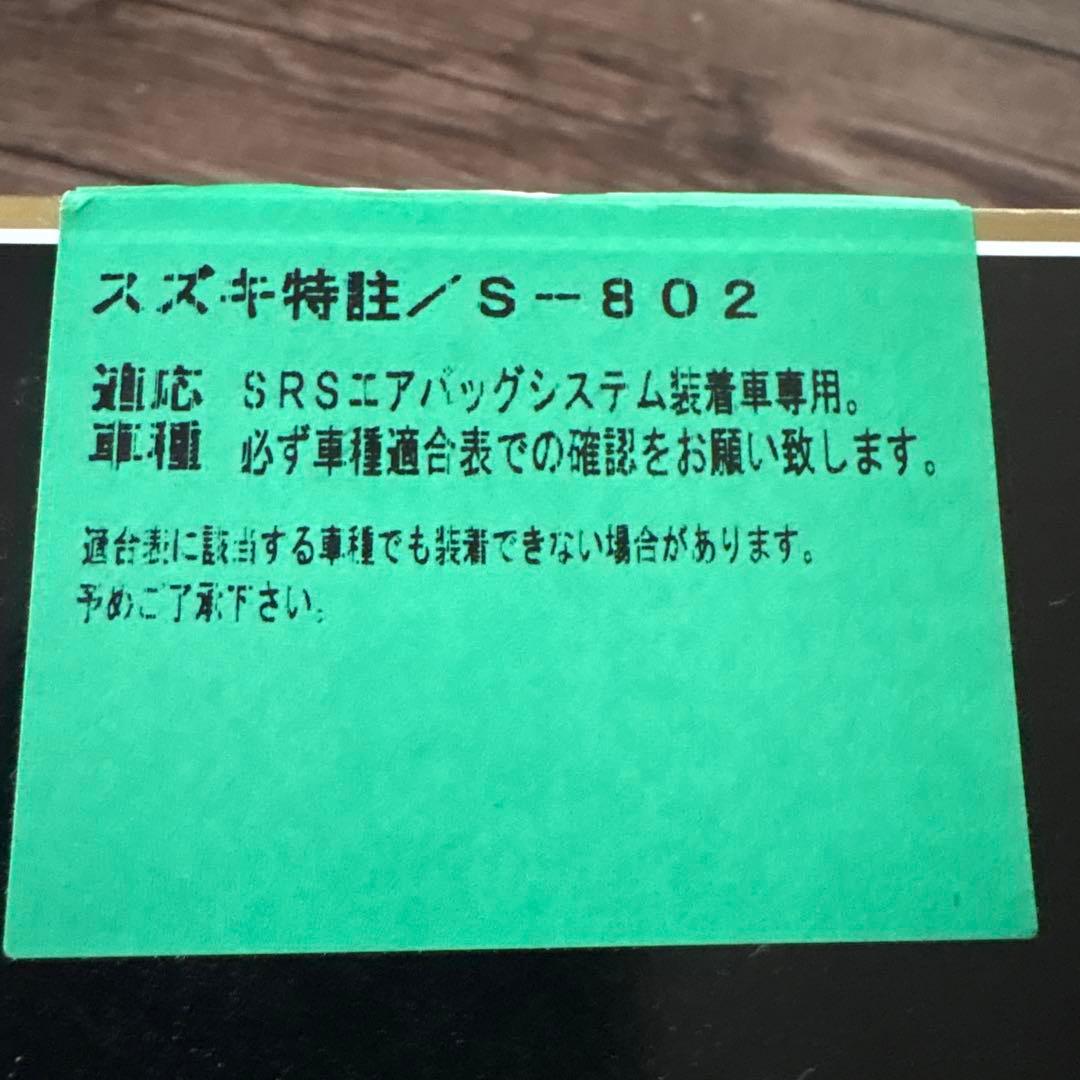 スズキ特註／S－802
適応 SRSエアバッグシステム装着車専用。
車種 必ず車種適合表での確認をお願い致します。
適合表に該当する車種でも装着できない場合があります。
予めご了承下さい。